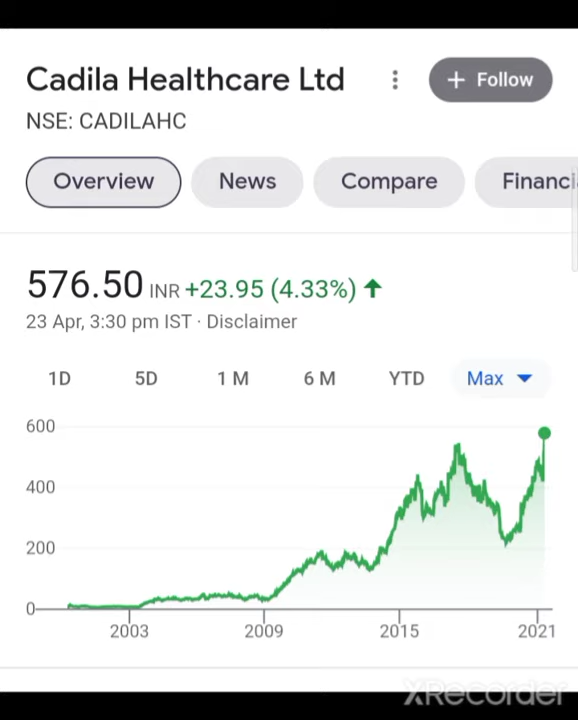 Cadila Healthcare Ltd
+ Follow
NSE: CADILAHC
Overview News Compare Financi
576.50 INR +23.95 (4.33%) ↑
23 Apr, 3:30 pm IST · Disclaimer
1D 5D 1 M 6 M YTD Max
600
400
200
0
2003 2009 2015 2021
XRecorder